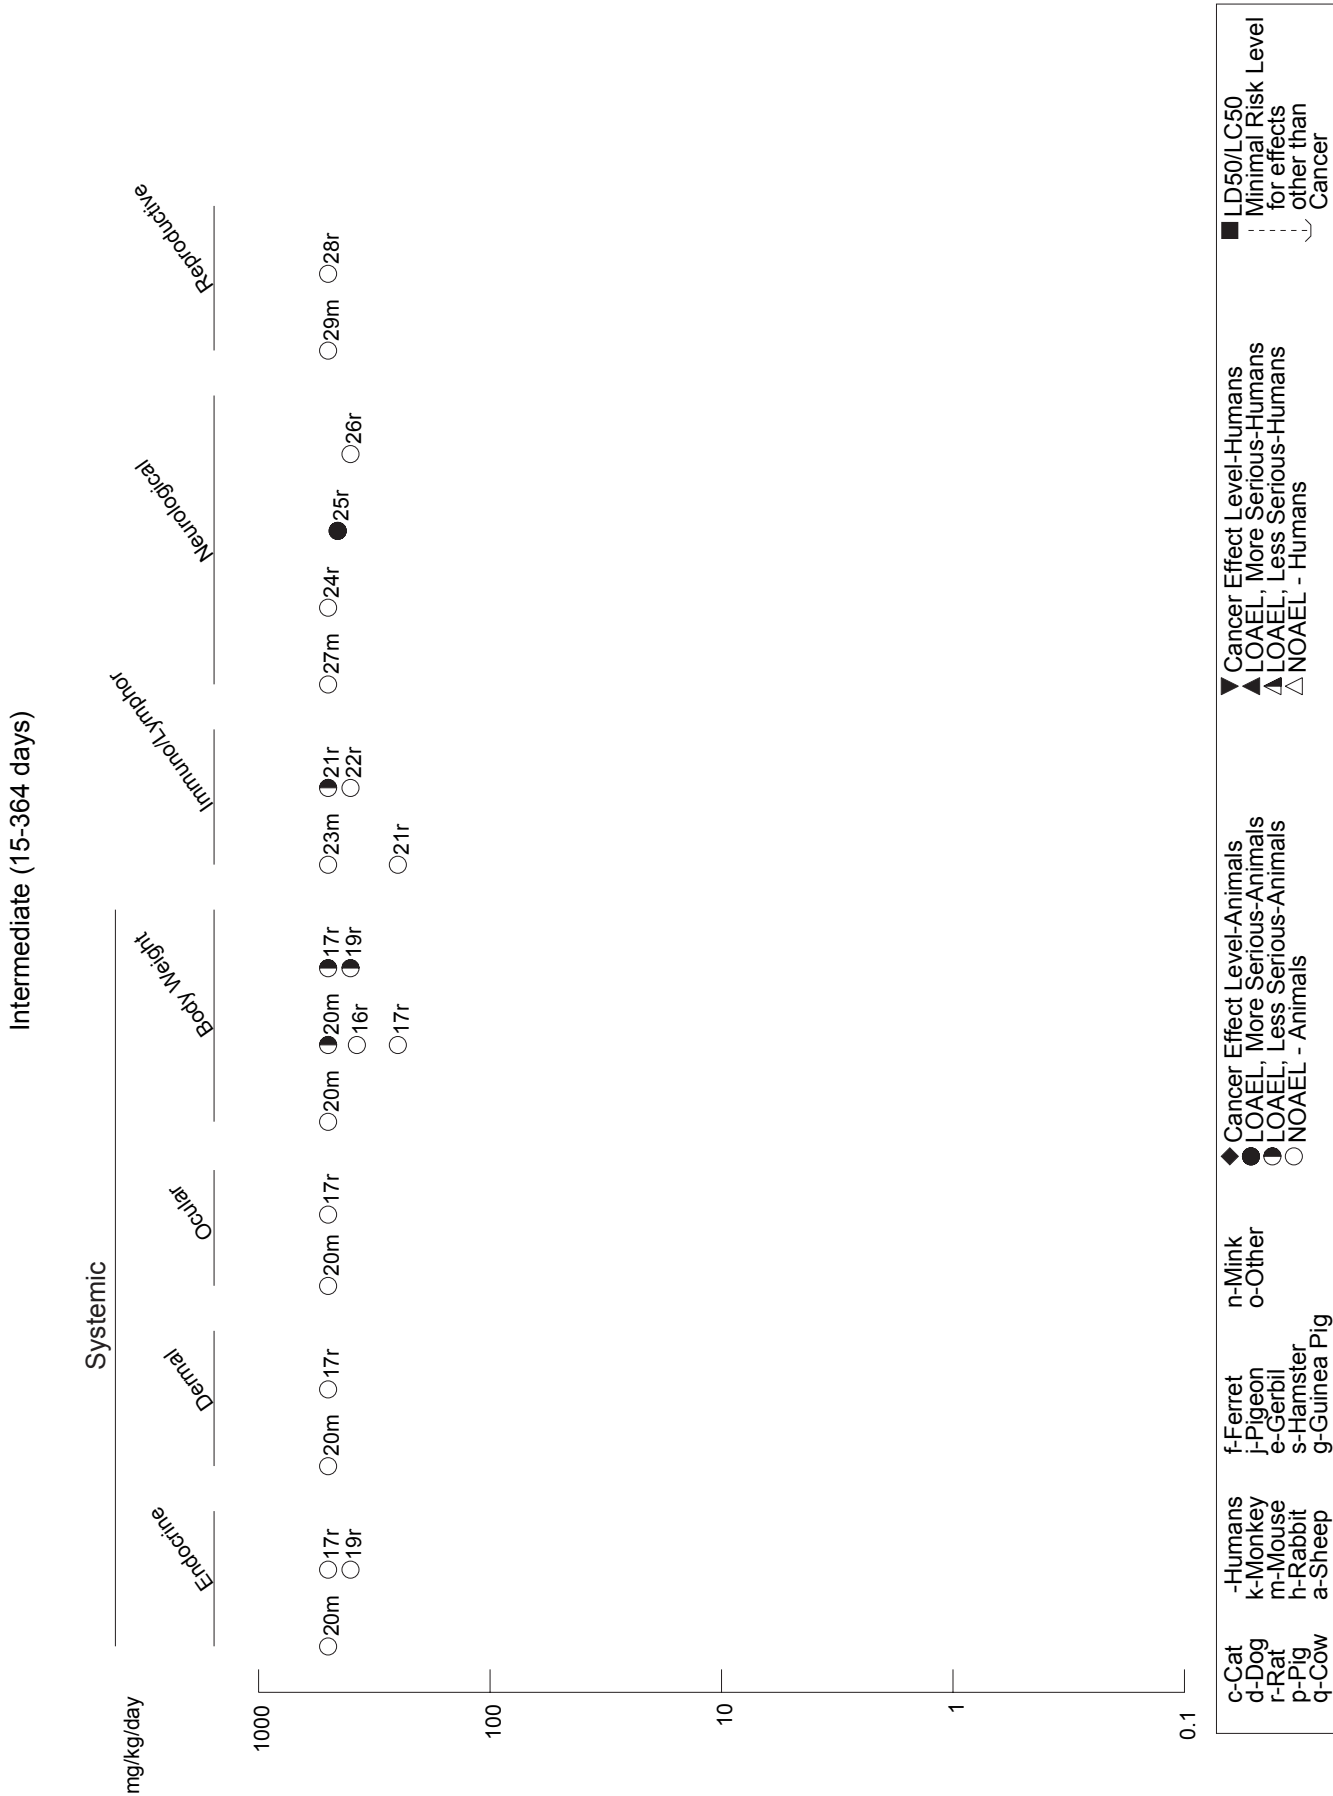 Intermediate (15-364 days)
Systemic
mg/kg/day
Endocrine
Dermal
Ocular
Body Weight
Immuno/Lymphor
Neurological
Reproductive
1000
100
10
1
0.1
20m
17r
19r
20m
17r
20m
17r
20m
20m
16r
17r
17r
19r
23m
21r
21r
22r
27m
24r
25r
26r
29m
28r
c-Cat
d-Dog
r-Rat
p-Pig
q-Cow
-Humans
k-Monkey
m-Mouse
h-Rabbit
a-Sheep
f-Ferret
j-Pigeon
e-Gerbil
s-Hamster
g-Guinea Pig
n-Mink
o-Other
Cancer Effect Level-Animals
LOAEL, More Serious-Animals
LOAEL, Less Serious-Animals
NOAEL - Animals
Cancer Effect Level-Humans
LOAEL, More Serious-Humans
LOAEL, Less Serious-Humans
NOAEL - Humans
LD50/LC50
Minimal Risk Level
for effects
other than
Cancer